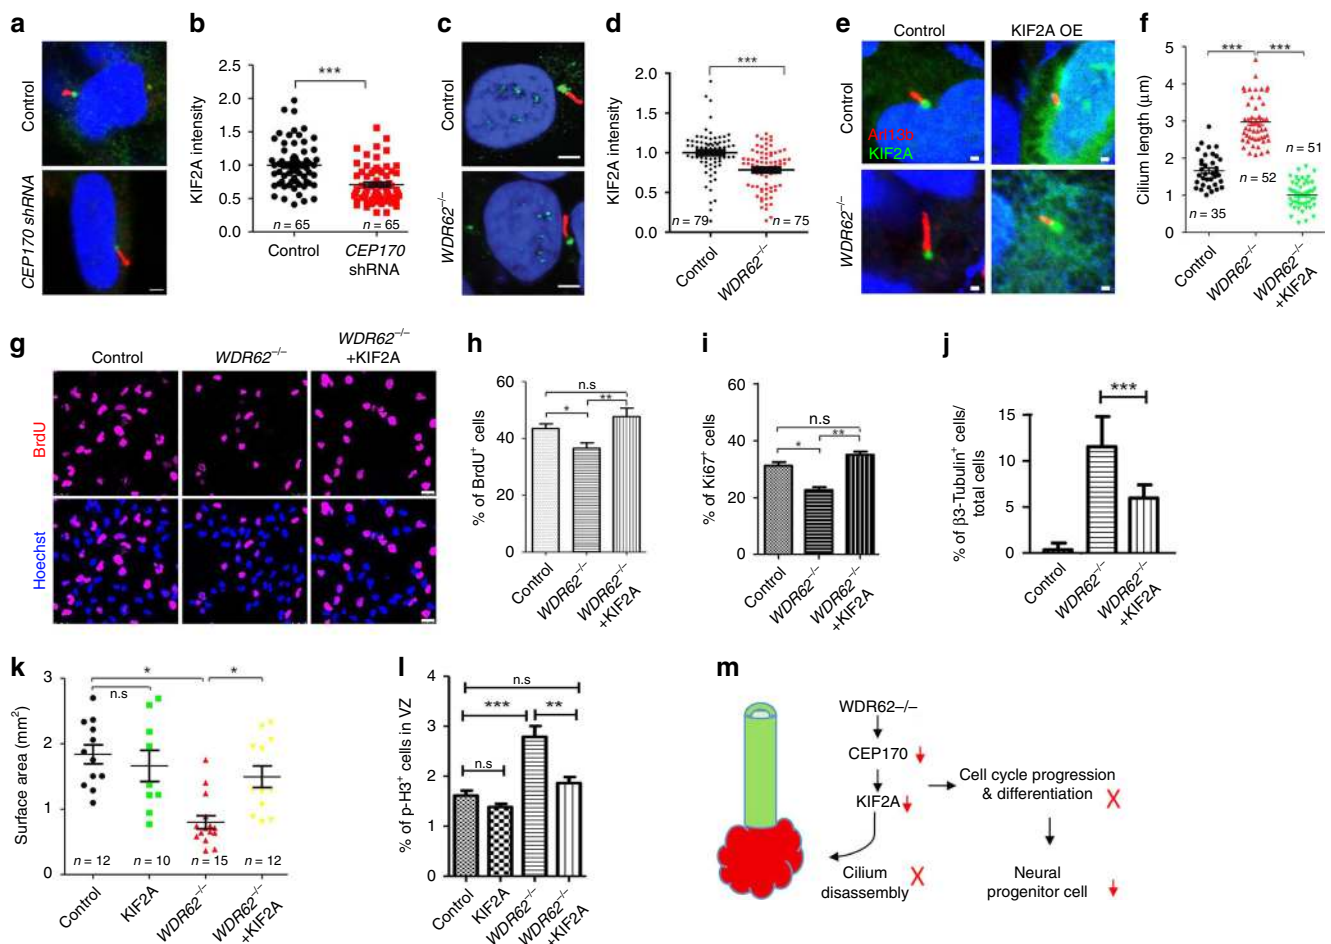 a
Control
CEP170 shRNA
b
KIF2A intensity
2.5
2.0
1.5
1.0
0.5
0.0
***
n = 65
n = 65
Control
CEP170
shRNA
c
Control
WDR62–/–
d
KIF2A intensity
2.0
1.5
1.0
0.5
0.0
***
n = 79
n = 75
Control
WDR62–/–
e
Control
KIF2A OE
Control
Arl13b
KIF2A
WDR62–/–
f
Cilium length (μm)
5
4
3
2
1
0
***
***
n = 51
n = 52
n = 35
Control
WDR62–/–
WDR62–/–
+KIF2A
g
Control
WDR62–/–
WDR62–/–
+KIF2A
BrdU
Hoechst
h
% of BrdU+ cells
60
40
20
0
n.s
*
**
Control
WDR62–/–
WDR62–/–
+KIF2A
i
% of Ki67+ cells
60
40
20
0
n.s
*
**
Control
WDR62–/–
WDR62–/–
+KIF2A
j
% of β3-Tubulin+ cells/
total cells
15
10
5
0
***
Control
WDR62–/–
WDR62–/–
+KIF2A
k
Surface area (mm2)
3
2
1
0
*
*
n.s
n = 12
n = 10
n = 15
n = 12
Control
KIF2A
WDR62–/–
WDR62–/–
+KIF2A
l
% of p-H3+ cells in VZ
4
3
2
1
0
n.s
***
**
n.s
Control
KIF2A
WDR62–/–
WDR62–/–
+KIF2A
m
WDR62–/–
CEP170
KIF2A
Cell cycle progression
& differentiation
Cilium
disassembly
Neural
progenitor cell